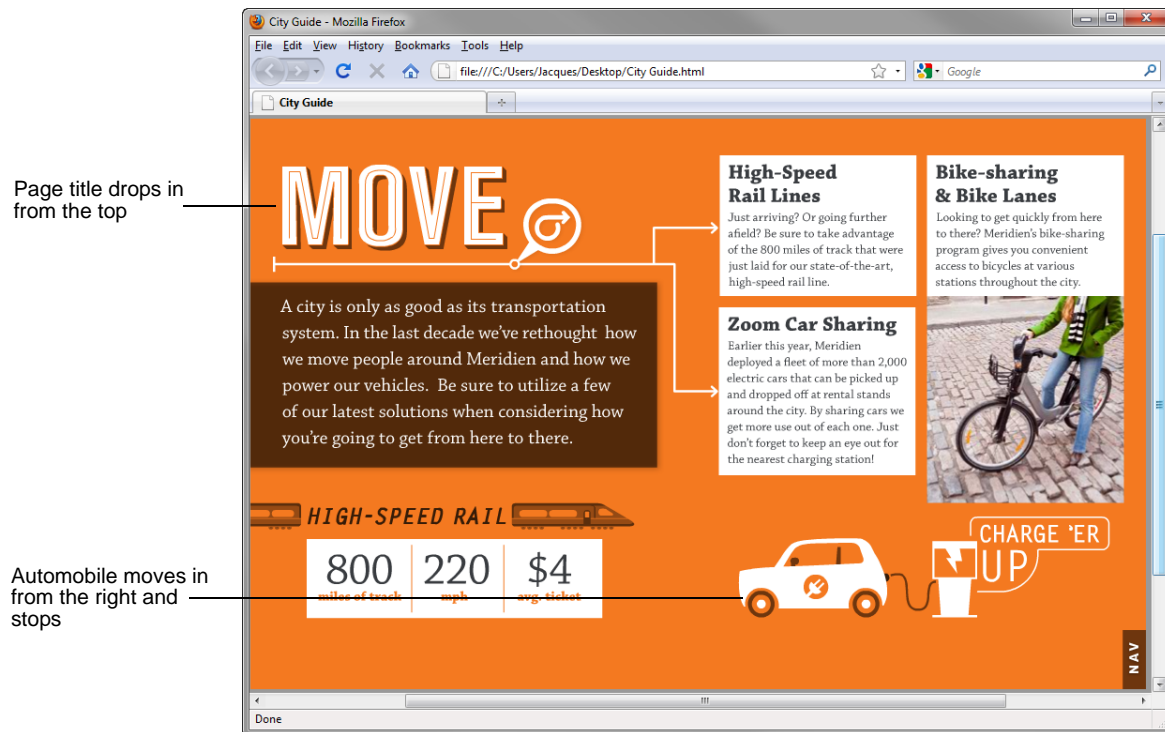 City Guide - Mozilla Firefox
File Edit View History Bookmarks Tools Help
file:///C:/Users/Jacques/Desktop/City Guide.html
Google
City Guide
Page title drops in
from the top
MOVE
A city is only as good as its transportation
system. In the last decade we've rethought how
we move people around Meridien and how we
power our vehicles. Be sure to utilize a few
of our latest solutions when considering how
you're going to get from here to there.
High-Speed
Rail Lines
Just arriving? Or going further
afield? Be sure to take advantage
of the 800 miles of track that were
just laid for our state-of-the-art,
high-speed rail line.
Zoom Car Sharing
Earlier this year, Meridien
deployed a fleet of more than 2,000
electric cars that can be picked up
and dropped off at rental stands
around the city. By sharing cars we
get more use out of each one. Just
don't forget to keep an eye out for
the nearest charging station!
Bike-sharing
& Bike Lanes
Looking to get quickly from here
to there? Meridien's bike-sharing
program gives you convenient
access to bicycles at various
stations throughout the city.
HIGH-SPEED RAIL
800 220 $4
miles of track mph avg. ticket
Automobile moves in
from the right and
stops
CHARGE 'ER
UP
NAV
Done